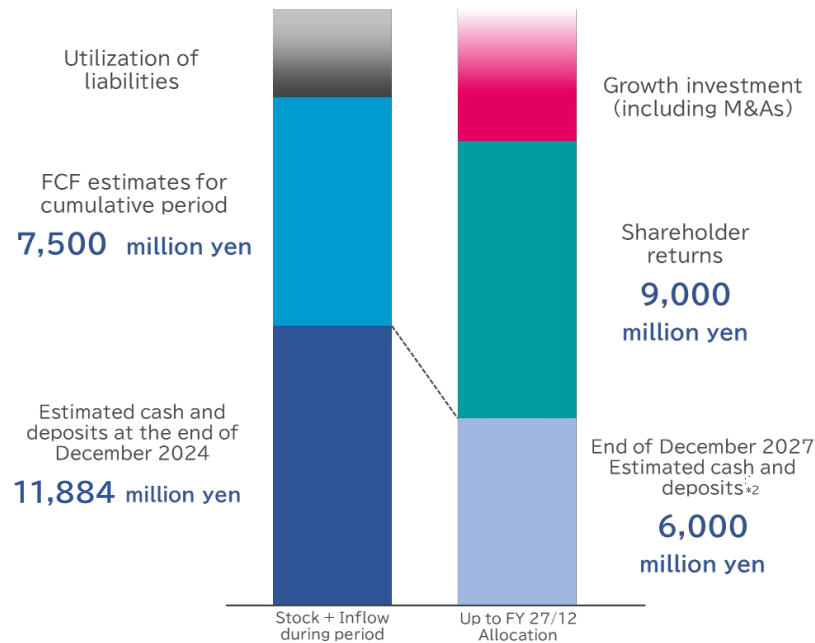 Utilization of
liabilities
FCF estimates for
cumulative period
7,500 million yen
Estimated cash and
deposits at the end of
December 2024
11,884 million yen
Growth investment
(including M&As)
Shareholder
returns
9,000
million yen
End of December 2027
Estimated cash and
deposits*2
6,000
million yen
Stock + Inflow
during period
Up to FY 27/12
Allocation